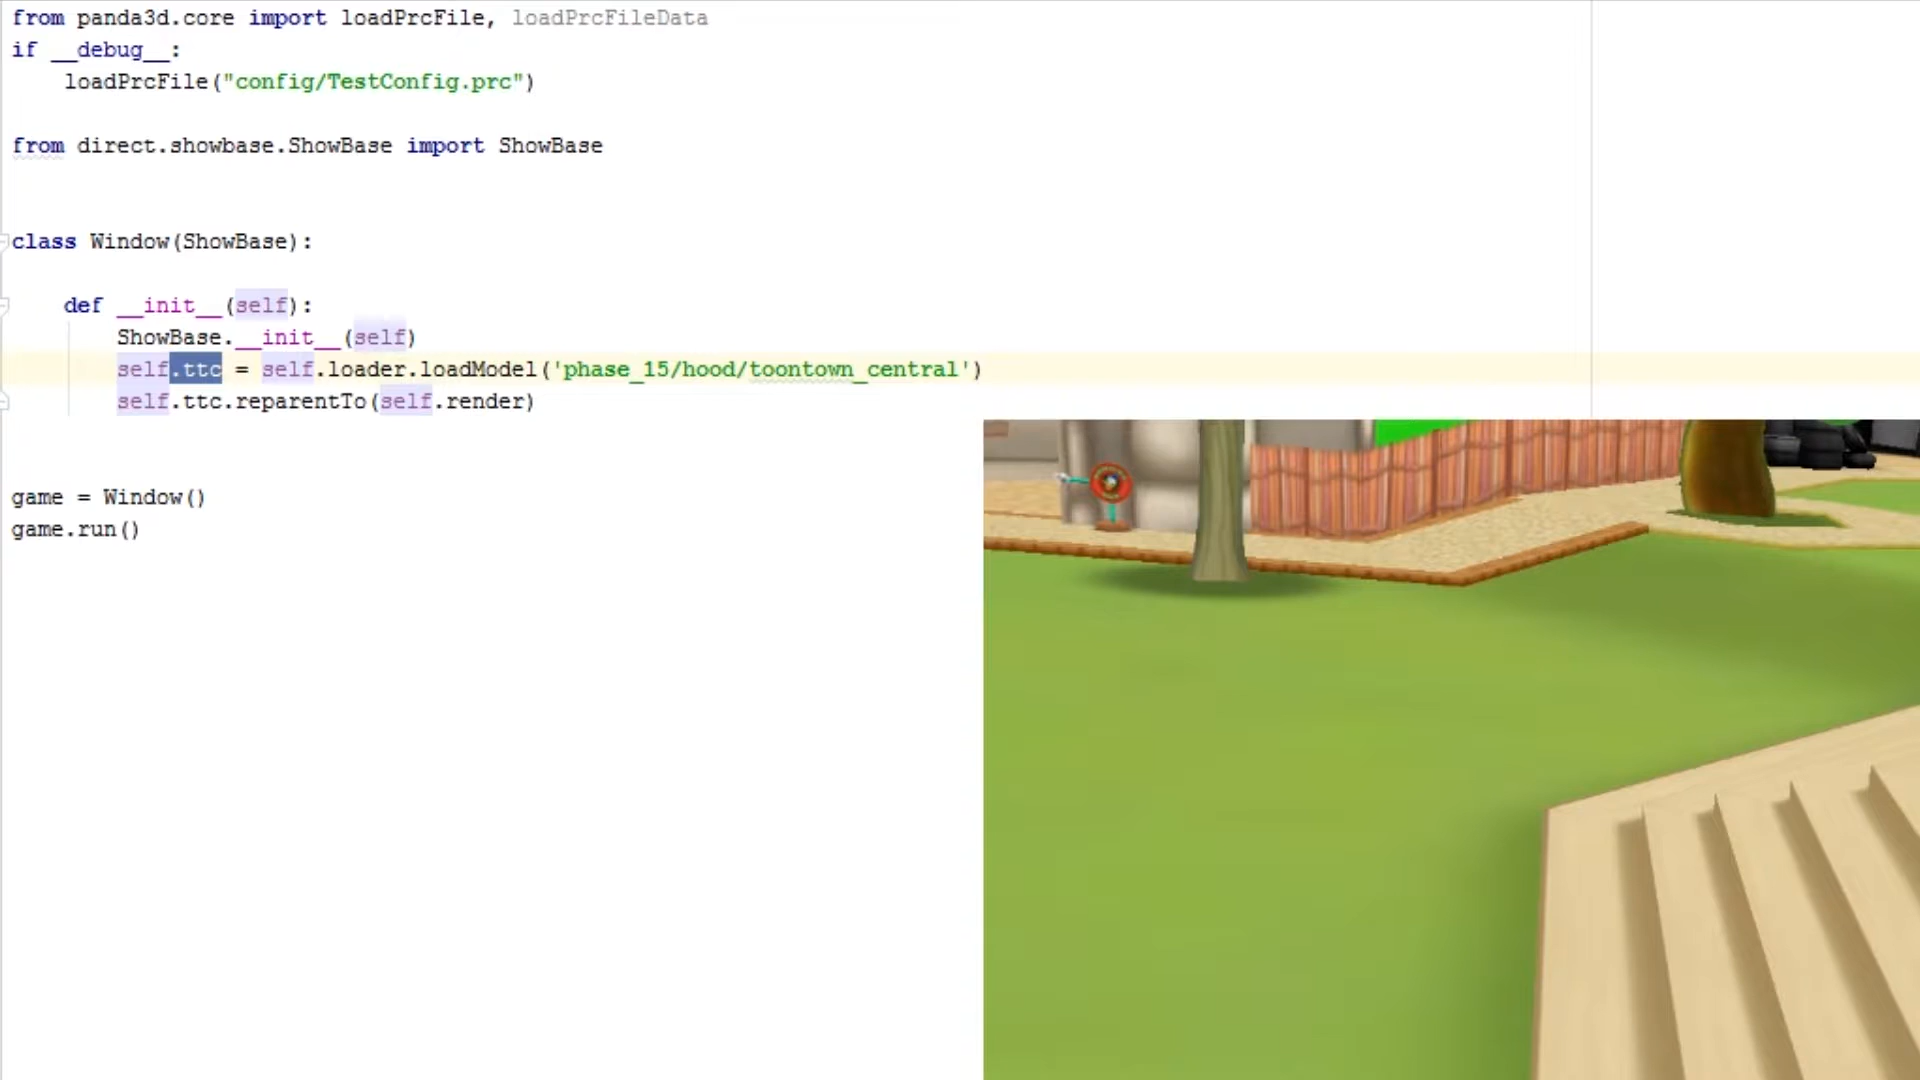 from panda3d.core import loadPrcFile, loadPrcFileData
if __debug__:
    loadPrcFile("config/TestConfig.prc")
from direct.showbase.ShowBase import ShowBase
class Window(ShowBase):
    def __init__(self):
        ShowBase.__init__(self)
        self.ttc = self.loader.loadModel('phase_15/hood/toontown_central')
        self.ttc.reparentTo(self.render)
game = Window()
game.run()